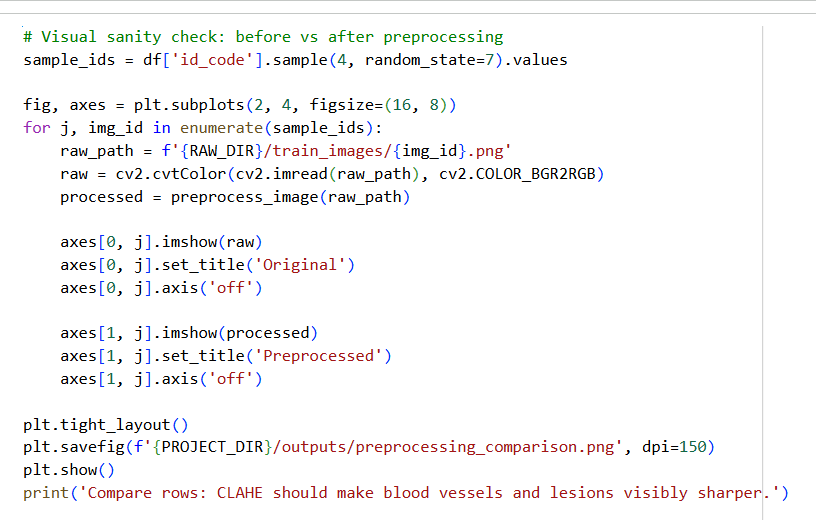 # Visual sanity check: before vs after preprocessing
sample_ids = df['id_code'].sample(4, random_state=7).values

fig, axes = plt.subplots(2, 4, figsize=(16, 8))
for j, img_id in enumerate(sample_ids):
    raw_path = f'{RAW_DIR}/train_images/{img_id}.png'
    raw = cv2.cvtColor(cv2.imread(raw_path), cv2.COLOR_BGR2RGB)
    processed = preprocess_image(raw_path)

    axes[0, j].imshow(raw)
    axes[0, j].set_title('Original')
    axes[0, j].axis('off')

    axes[1, j].imshow(processed)
    axes[1, j].set_title('Preprocessed')
    axes[1, j].axis('off')

plt.tight_layout()
plt.savefig(f'{PROJECT_DIR}/outputs/preprocessing_comparison.png', dpi=150)
plt.show()
print('Compare rows: CLAHE should make blood vessels and lesions visibly sharper.')